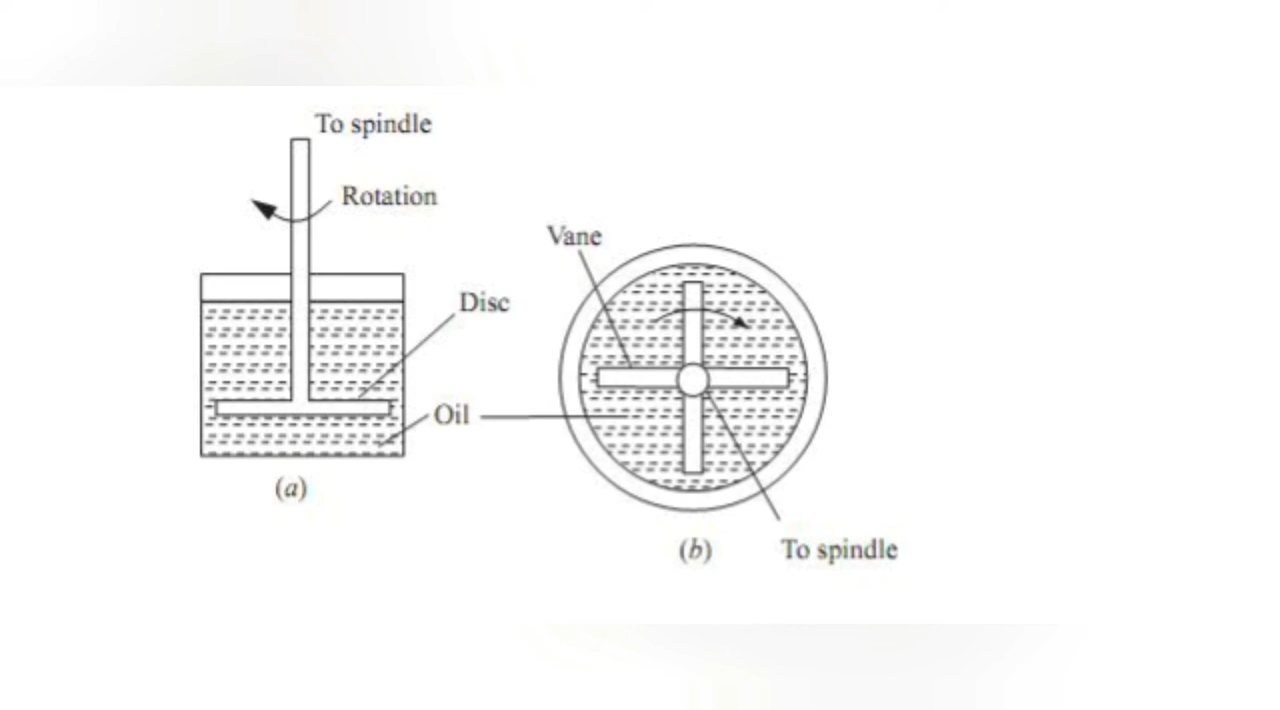 To spindle
Rotation
Disc
Oil
(a)
Vane
(b)
To spindle